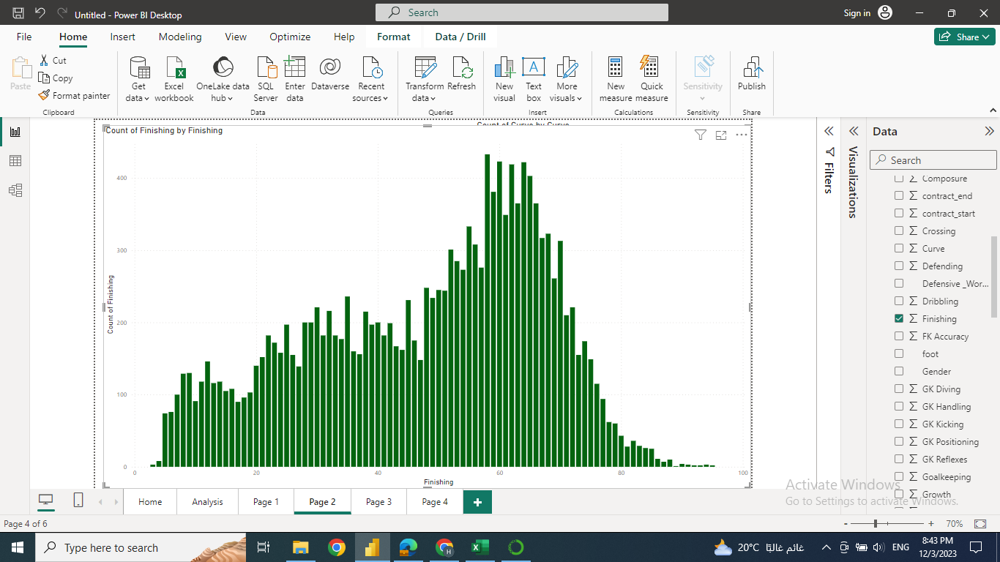 Untitled - Power BI Desktop
Search
Sign in
File Home Insert Modeling View Optimize Help Format Data / Drill
Share
Paste
Cut
Copy
Format painter
Clipboard
Get data
Excel workbook
OneLake data hub
SQL Server
Enter data
Dataverse
Recent sources
Data
Transform data
Refresh
Queries
New visual
Text box
More visuals
Insert
New measure
Quick measure
Calculations
Sensitivity
Sensitivity
Publish
Share
Count of Finishing by Finishing
Count of Curve by Curve
Count of Finishing
400
300
200
100
0
0 20 40 60 80 100
Finishing
Filters
Visualizations
Data
Search
Composure
contract_end
contract_start
Crossing
Curve
Defending
Defensive _Wor...
Dribbling
Finishing
FK Accuracy
foot
Gender
GK Diving
GK Handling
GK Kicking
GK Positioning
GK Reflexes
Goalkeeping
Growth
Activate Windows
Go to Settings to activate Windows.
Home Analysis Page 1 Page 2 Page 3 Page 4
Page 4 of 6
- + 70%
Type here to search
20°C غائم غالبًا
ENG
8:43 PM
12/3/2023